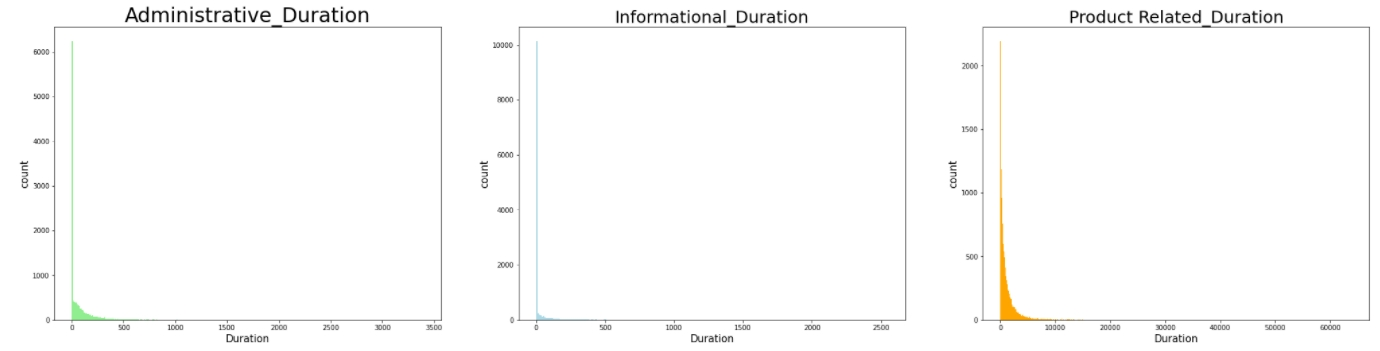 Administrative_Duration
6000
5000
4000
3000
2000
1000
0
count
0 500 1000 1500 2000 2500 3000 3500
Duration
Informational_Duration
10000
8000
6000
4000
2000
0
count
0 500 1000 1500 2000 2500
Duration
Product Related_Duration
2000
1500
1000
500
0
count
0 10000 20000 30000 40000 50000 60000
Duration